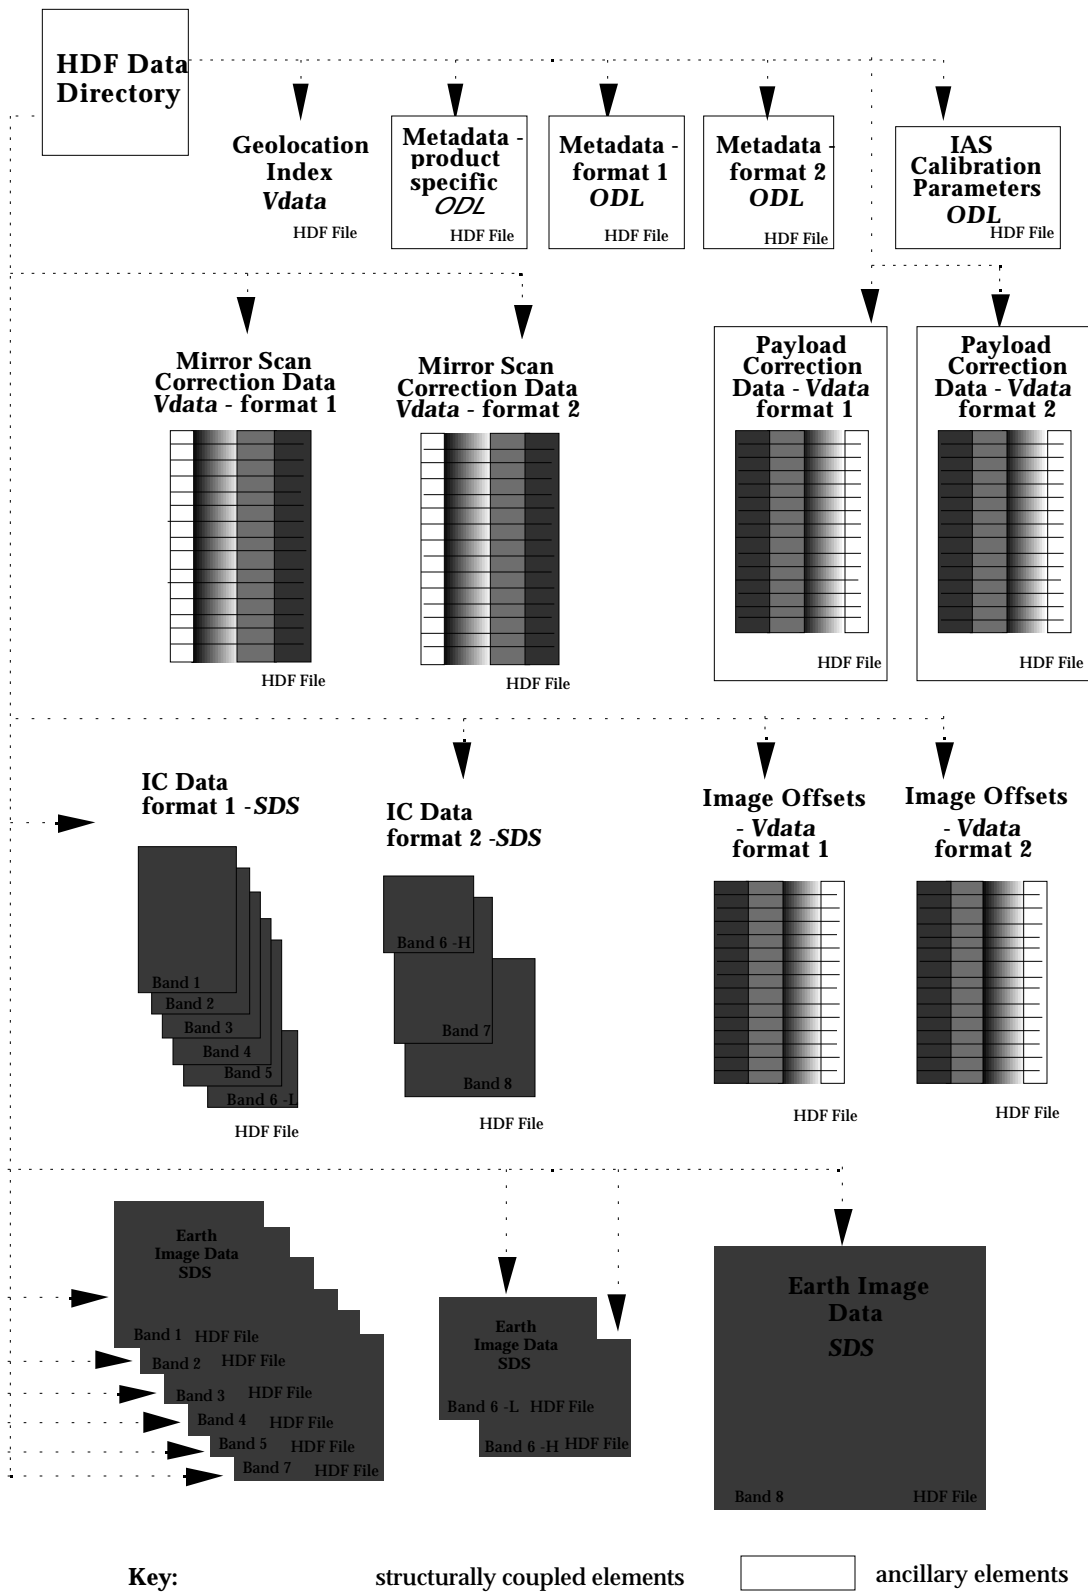 HDF Data
Directory
Geolocation
Index
Vdata
HDF File
Metadata -
product
specific
ODL
HDF File
Metadata -
format 1
ODL
HDF File
Metadata -
format 2
ODL
HDF File
IAS
Calibration
Parameters
ODL
HDF File
Mirror Scan
Correction Data
Vdata - format 1
HDF File
Mirror Scan
Correction Data
Vdata - format 2
HDF File
Payload
Correction
Data - Vdata
format 1
HDF File
Payload
Correction
Data - Vdata
format 2
HDF File
IC Data
format 1 -SDS
Band 1
Band 2
Band 3
Band 4
Band 5
Band 6 -L
HDF File
IC Data
format 2 -SDS
Band 6 -H
Band 7
Band 8
HDF File
Image Offsets
- Vdata
format 1
HDF File
Image Offsets
- Vdata
format 2
HDF File
Earth
Image Data
SDS
Band 1 HDF File
Band 2 HDF File
Band 3 HDF File
Band 4 HDF File
Band 5 HDF File
Band 7 HDF File
Earth
Image Data
SDS
Band 6 -L HDF File
Band 6 -H HDF File
Earth Image
Data
SDS
Band 8 HDF File
Key: structurally coupled elements ancillary elements